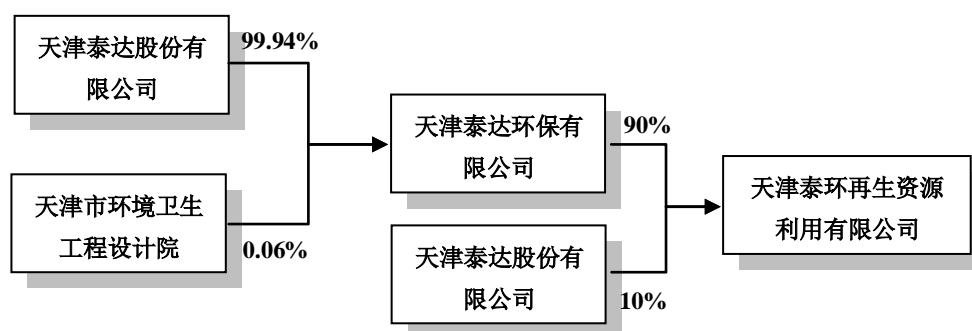 天津泰达股份有
限公司
99.94%
天津市环境卫生
工程设计院
0.06%
天津泰达环保有
限公司
90%
天津泰达股份有
限公司
10%
天津泰环再生资源
利用有限公司